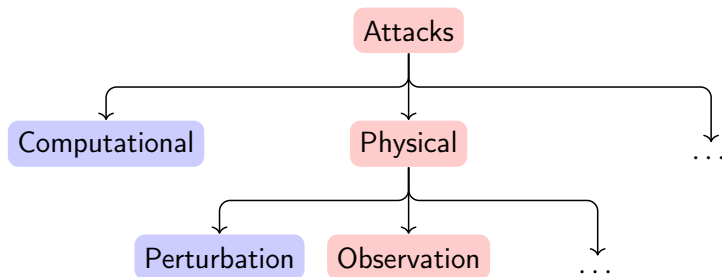 Attacks
Computational
Physical
...
Perturbation
Observation
...